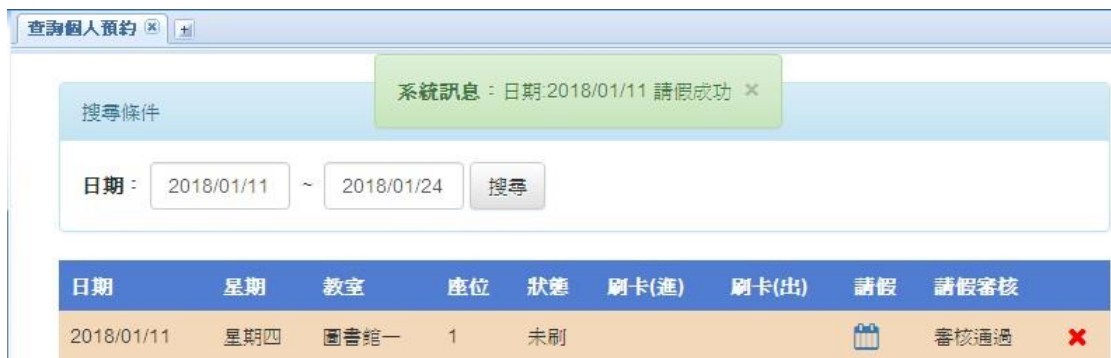 查詢個人預約
系統訊息：日期:2018/01/11 請假成功 ×
搜尋條件
日期： 2018/01/11 ~ 2018/01/24 搜尋
日期 星期 教室 座位 狀態 刷卡(進) 刷卡(出) 請假 請假審核
2018/01/11 星期四 圖書館一 1 未刷 審核通過